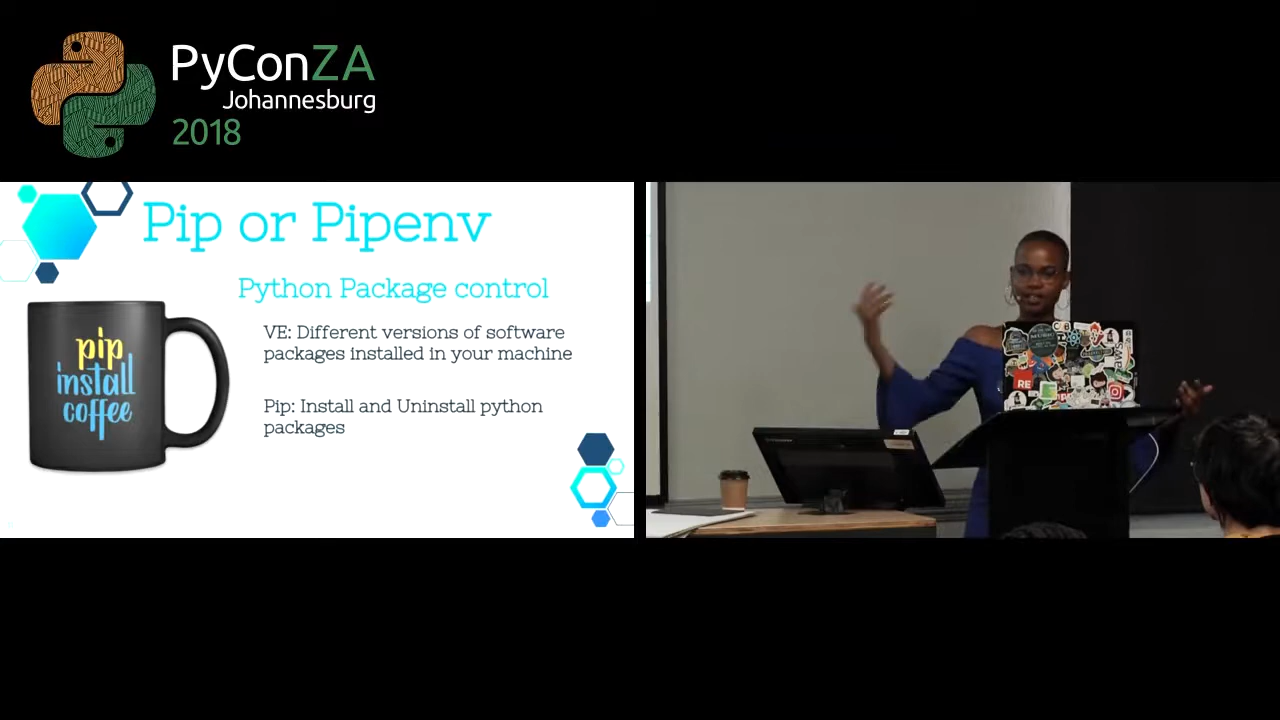 PyConZA
Johannesburg
2018
Pip or Pipenv
Python Package control
VE: Different versions of software
packages installed in your machine
Pip: Install and Uninstall python
packages
pip
install
coffee
RE